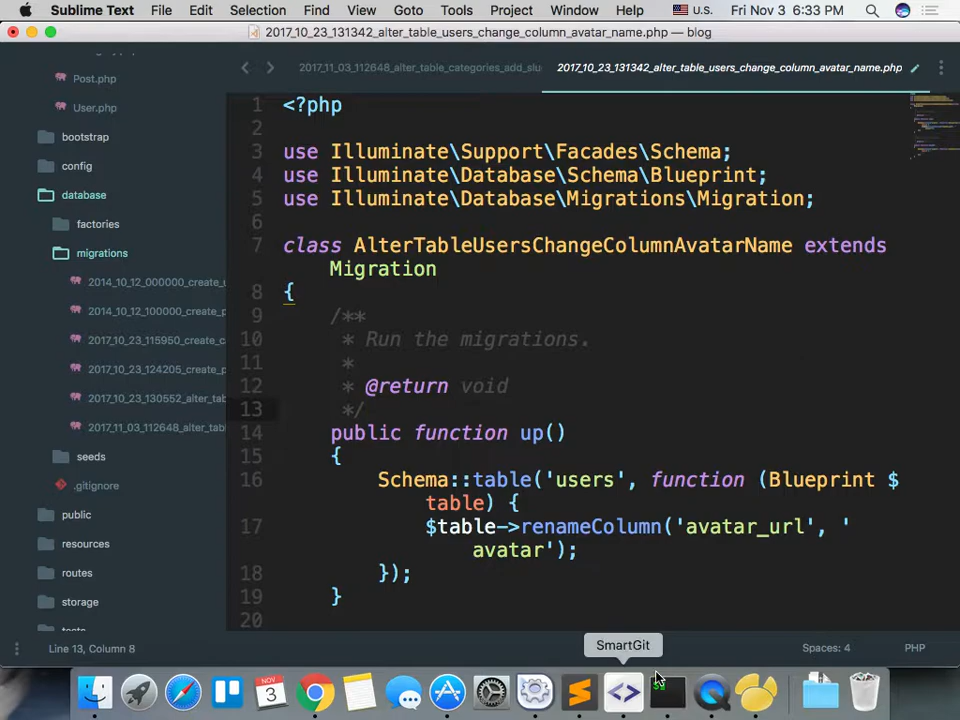 Sublime Text File Edit Selection Find View Goto Tools Project Window Help U.S. Fri Nov 3 6:33 PM
2017_10_23_131342_alter_table_users_change_column_avatar_name.php — blog
2017_11_03_112648_alter_table_categories_add_slu
2017_10_23_131342_alter_table_users_change_column_avatar_name.php
Post.php
User.php
bootstrap
config
database
factories
migrations
2014_10_12_000000_create_u
2014_10_12_100000_create_p
2017_10_23_115950_create_c
2017_10_23_124205_create_p
2017_10_23_130552_alter_tab
2017_11_03_112648_alter_tab
seeds
.gitignore
public
resources
routes
storage
1 <?php
2
3 use Illuminate\Support\Facades\Schema;
4 use Illuminate\Database\Schema\Blueprint;
5 use Illuminate\Database\Migrations\Migration;
6
7 class AlterTableUsersChangeColumnAvatarName extends
Migration
8 {
9 /**
10 * Run the migrations.
11 *
12 * @return void
13 */
14 public function up()
15 {
16 Schema::table('users', function (Blueprint $
table) {
17 $table->renameColumn('avatar_url', '
avatar');
18 });
19 }
20
Line 13, Column 8 Spaces: 4 PHP
SmartGit
NOV
3